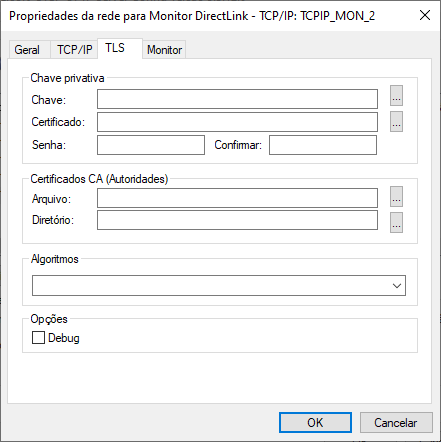 Propriedades da rede para Monitor DirectLink - TCP/IP: TCPIP_MON_2
Geral TCP/IP TLS Monitor
Chave privativa
Chave: ...
Certificado: ...
Senha: Confirmar:
Certificados CA (Autoridades)
Arquivo: ...
Diretório: ...
Algoritmos
Opções
Debug
OK Cancelar